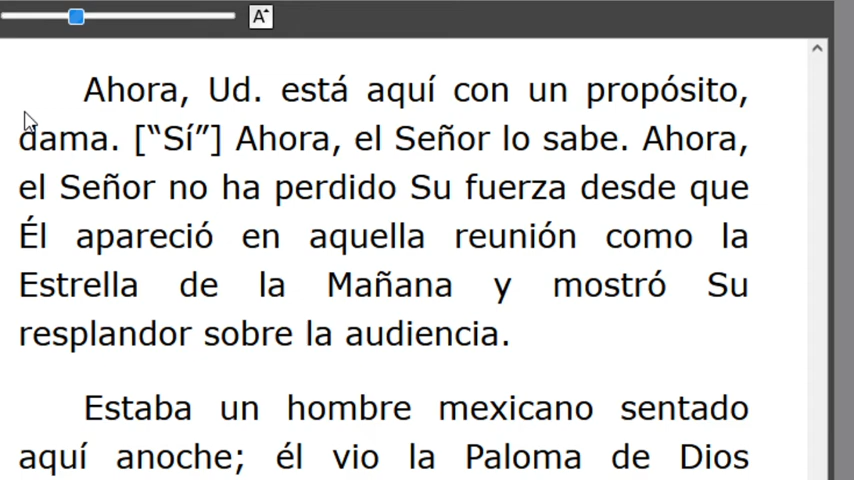 A
Ahora, Ud. está aquí con un propósito,
dama. [“Sí”] Ahora, el Señor lo sabe. Ahora,
el Señor no ha perdido Su fuerza desde que
Él apareció en aquella reunión como la
Estrella de la Mañana y mostró Su
resplandor sobre la audiencia.
Estaba un hombre mexicano sentado
aquí anoche; él vio la Paloma de Dios